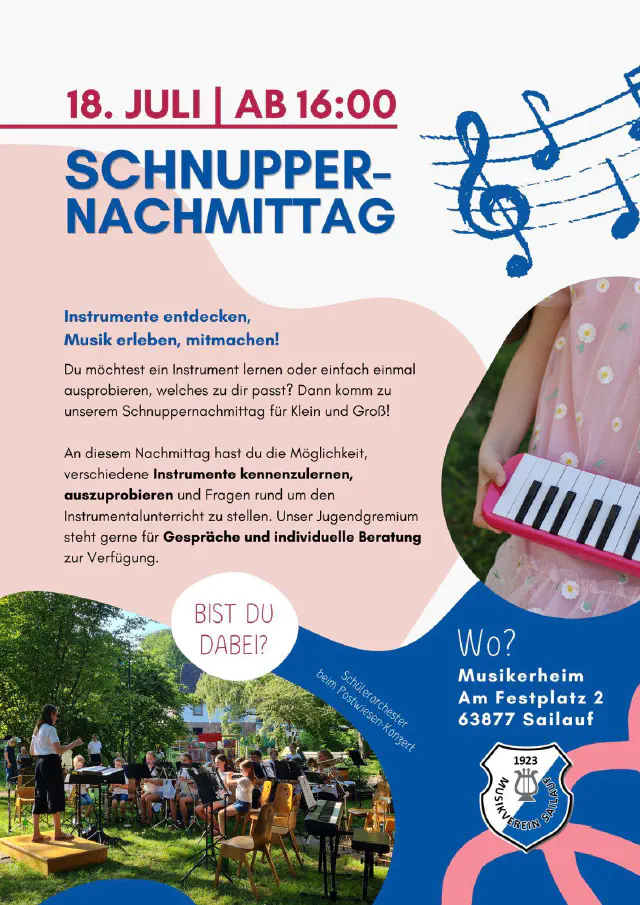 18. JULI | AB 16:00
SCHNUPPER-
NACHMITTAG
Instrumente entdecken,
Musik erleben, mitmachen!
Du möchtest ein Instrument lernen oder einfach einmal
ausprobieren, welches zu dir passt? Dann komm zu
unserem Schnuppernachmittag für Klein und Groß!
An diesem Nachmittag hast du die Möglichkeit,
verschiedene Instrumente kennenzulernen,
auszuprobieren und Fragen rund um den
Instrumentalunterricht zu stellen. Unser Jugendgremium
steht gerne für Gespräche und individuelle Beratung
zur Verfügung.
BIST DU
DABEI?
Schülerorchester
beim Postwiesen-Konzert
Wo?
Musikerheim
Am Festplatz 2
63877 Sailauf
1923
MUSIKVEREIN SAILAUF